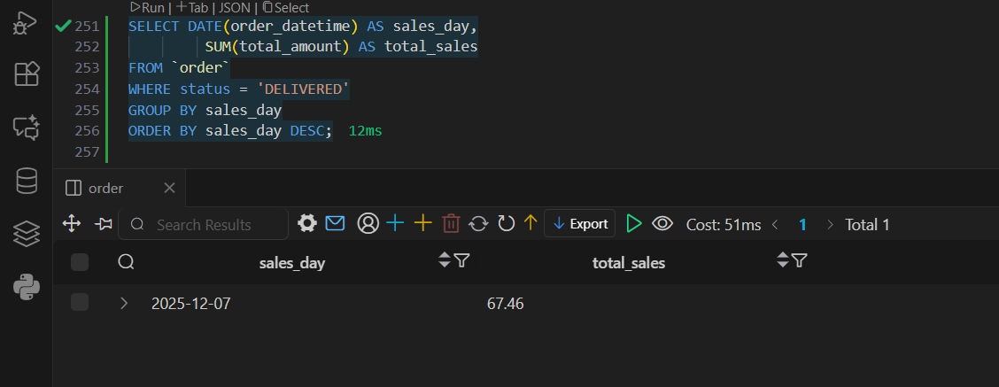 Run | Tab | JSON | Select
251 SELECT DATE(order_datetime) AS sales_day,
252 SUM(total_amount) AS total_sales
253 FROM `order`
254 WHERE status = 'DELIVERED'
255 GROUP BY sales_day
256 ORDER BY sales_day DESC; 12ms
257
order
Search Results Export Cost: 51ms 1 Total 1
sales_day total_sales
2025-12-07 67.46